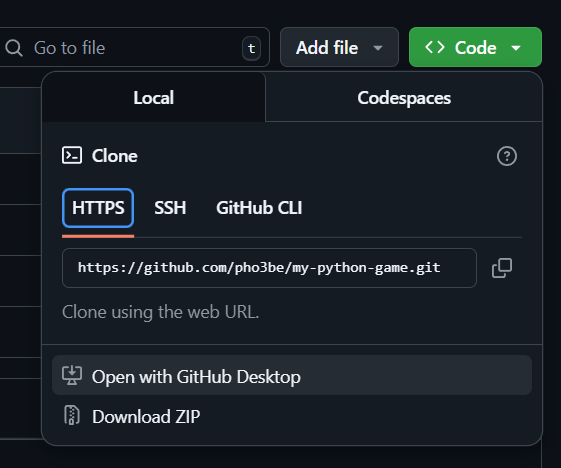 Go to file t Add file Code
Local Codespaces
Clone
HTTPS SSH GitHub CLI
https://github.com/pho3be/my-python-game.git
Clone using the web URL.
Open with GitHub Desktop
Download ZIP